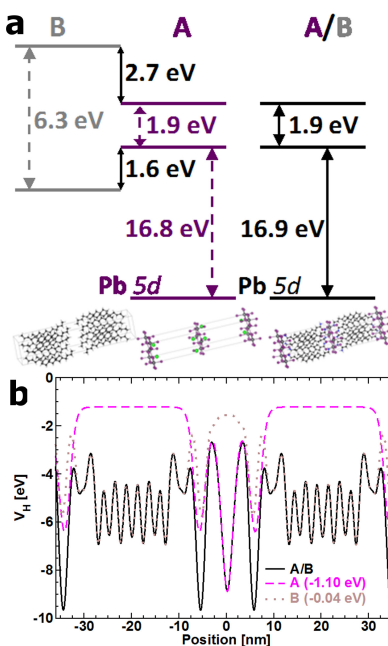 a
B A A/B
2.7 eV
6.3 eV 1.9 eV 1.9 eV
1.6 eV
16.8 eV 16.9 eV
Pb 5d Pb 5d
b
0
-2
-4
-6
-8
-10
V_H [eV]
A/B
A (-1.10 eV)
B (-0.04 eV)
-30 -20 -10 0 10 20 30
Position [nm]